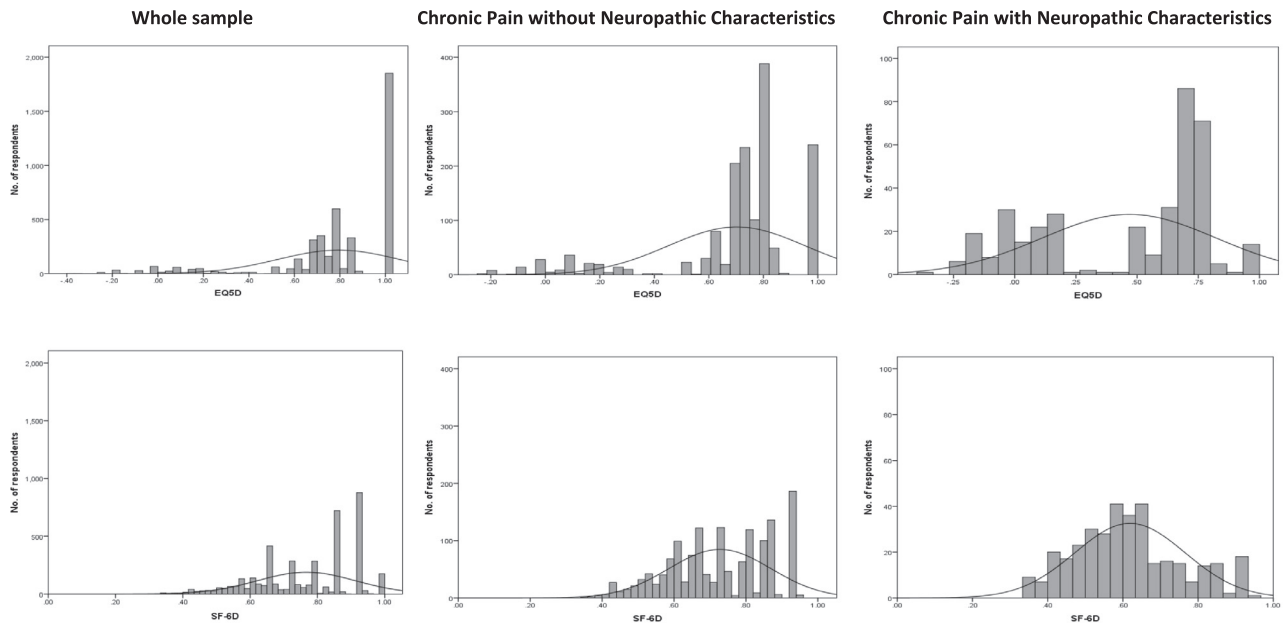 Whole sample
Chronic Pain without Neuropathic Characteristics
Chronic Pain with Neuropathic Characteristics
No. of respondents
2,000
1,500
1,000
500
0
-.40 -.20 .00 .20 .40 .60 .80 1.00
EQ5D
No. of respondents
400
300
200
100
0
-.20 .00 .20 .40 .60 .80 1.00
EQ5D
No. of respondents
100
80
60
40
20
0
-.25 .00 .25 .50 .75 1.00
EQ5D
No. of respondents
2,000
1,500
1,000
500
0
.00 .20 .40 .60 .80 1.00
SF-6D
No. of respondents
400
300
200
100
0
.00 .20 .40 .60 .80 1.00
SF-6D
No. of respondents
100
80
60
40
20
0
.00 .20 .40 .60 .80 1.00
SF-6D